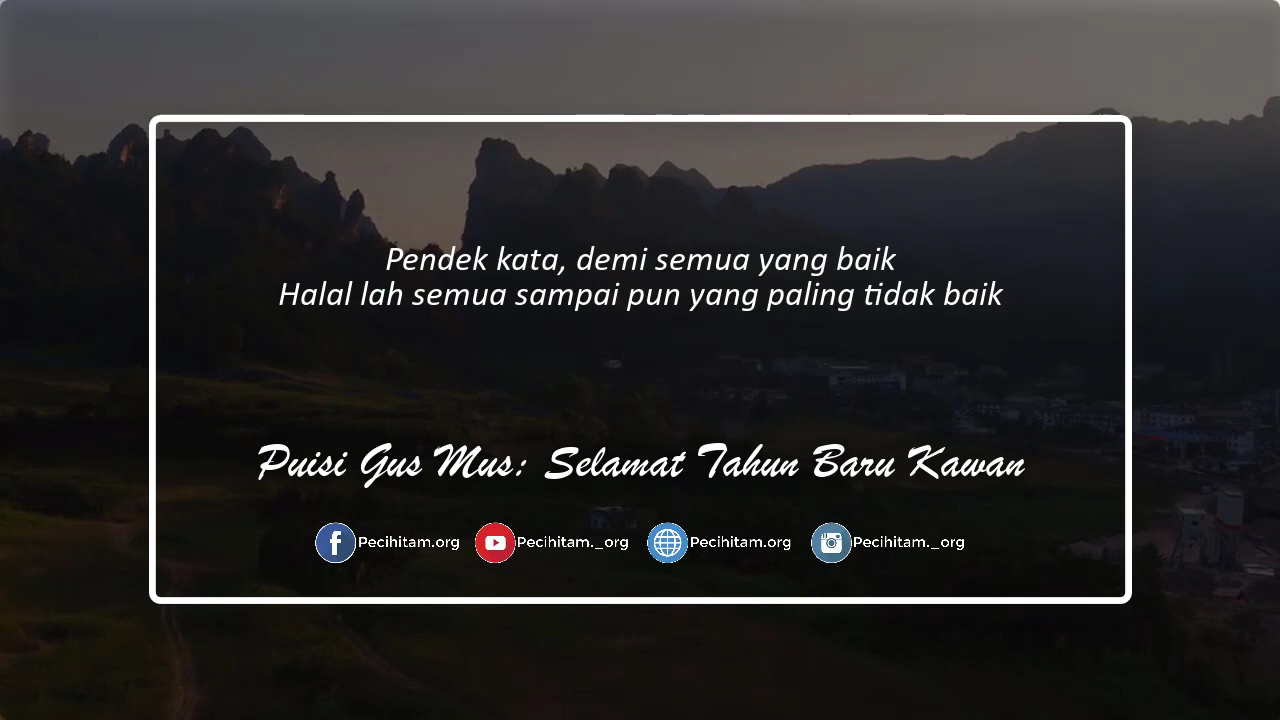 Pendek kata, demi semua yang baik
Halal lah semua sampai pun yang paling tidak baik
Puisi Gus Mus: Selamat Tahun Baru Kawan
Pecihitam.org Pecihitam._org Pecihitam.org Pecihitam._org